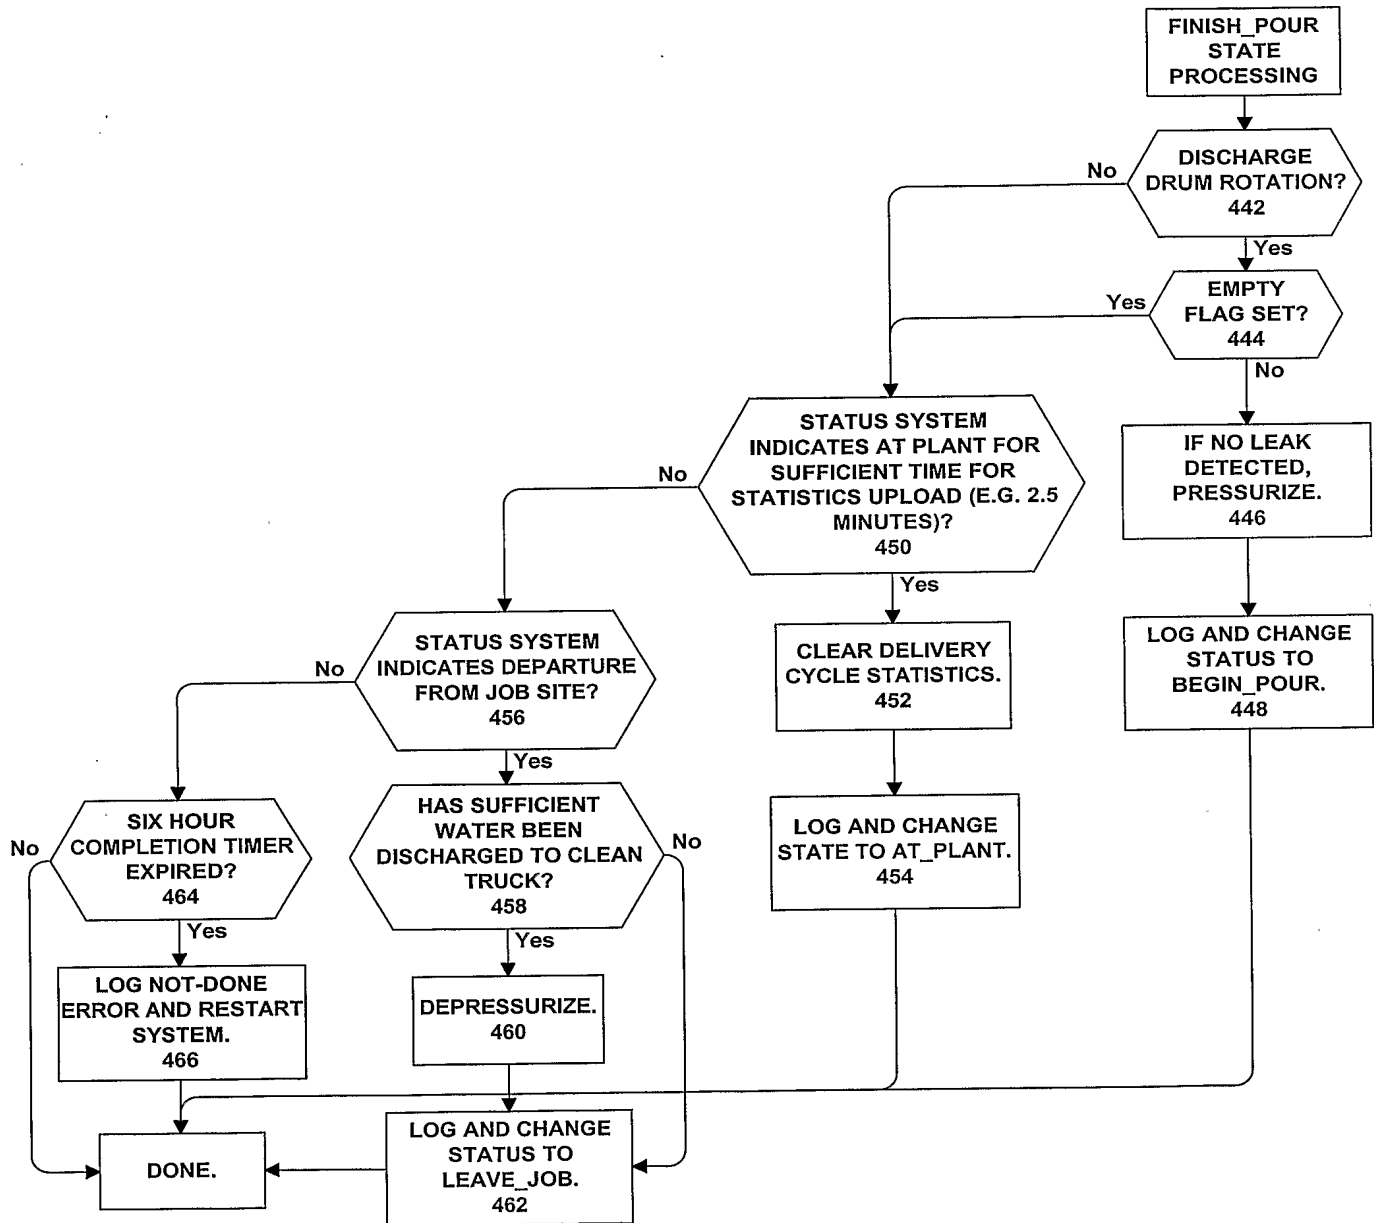 FINISH_POUR
STATE
PROCESSING
DISCHARGE
DRUM ROTATION?
442
No
Yes
EMPTY
FLAG SET?
444
Yes
No
IF NO LEAK
DETECTED,
PRESSURIZE.
446
LOG AND CHANGE
STATUS TO
BEGIN_POUR.
448
STATUS SYSTEM
INDICATES AT PLANT FOR
SUFFICIENT TIME FOR
STATISTICS UPLOAD (E.G. 2.5
MINUTES)?
450
No
Yes
CLEAR DELIVERY
CYCLE STATISTICS.
452
LOG AND CHANGE
STATE TO AT_PLANT.
454
STATUS SYSTEM
INDICATES DEPARTURE
FROM JOB SITE?
456
No
Yes
HAS SUFFICIENT
WATER BEEN
DISCHARGED TO CLEAN
TRUCK?
458
No
Yes
DEPRESSURIZE.
460
LOG AND CHANGE
STATUS TO
LEAVE_JOB.
462
SIX HOUR
COMPLETION TIMER
EXPIRED?
464
No
Yes
LOG NOT-DONE
ERROR AND RESTART
SYSTEM.
466
DONE.